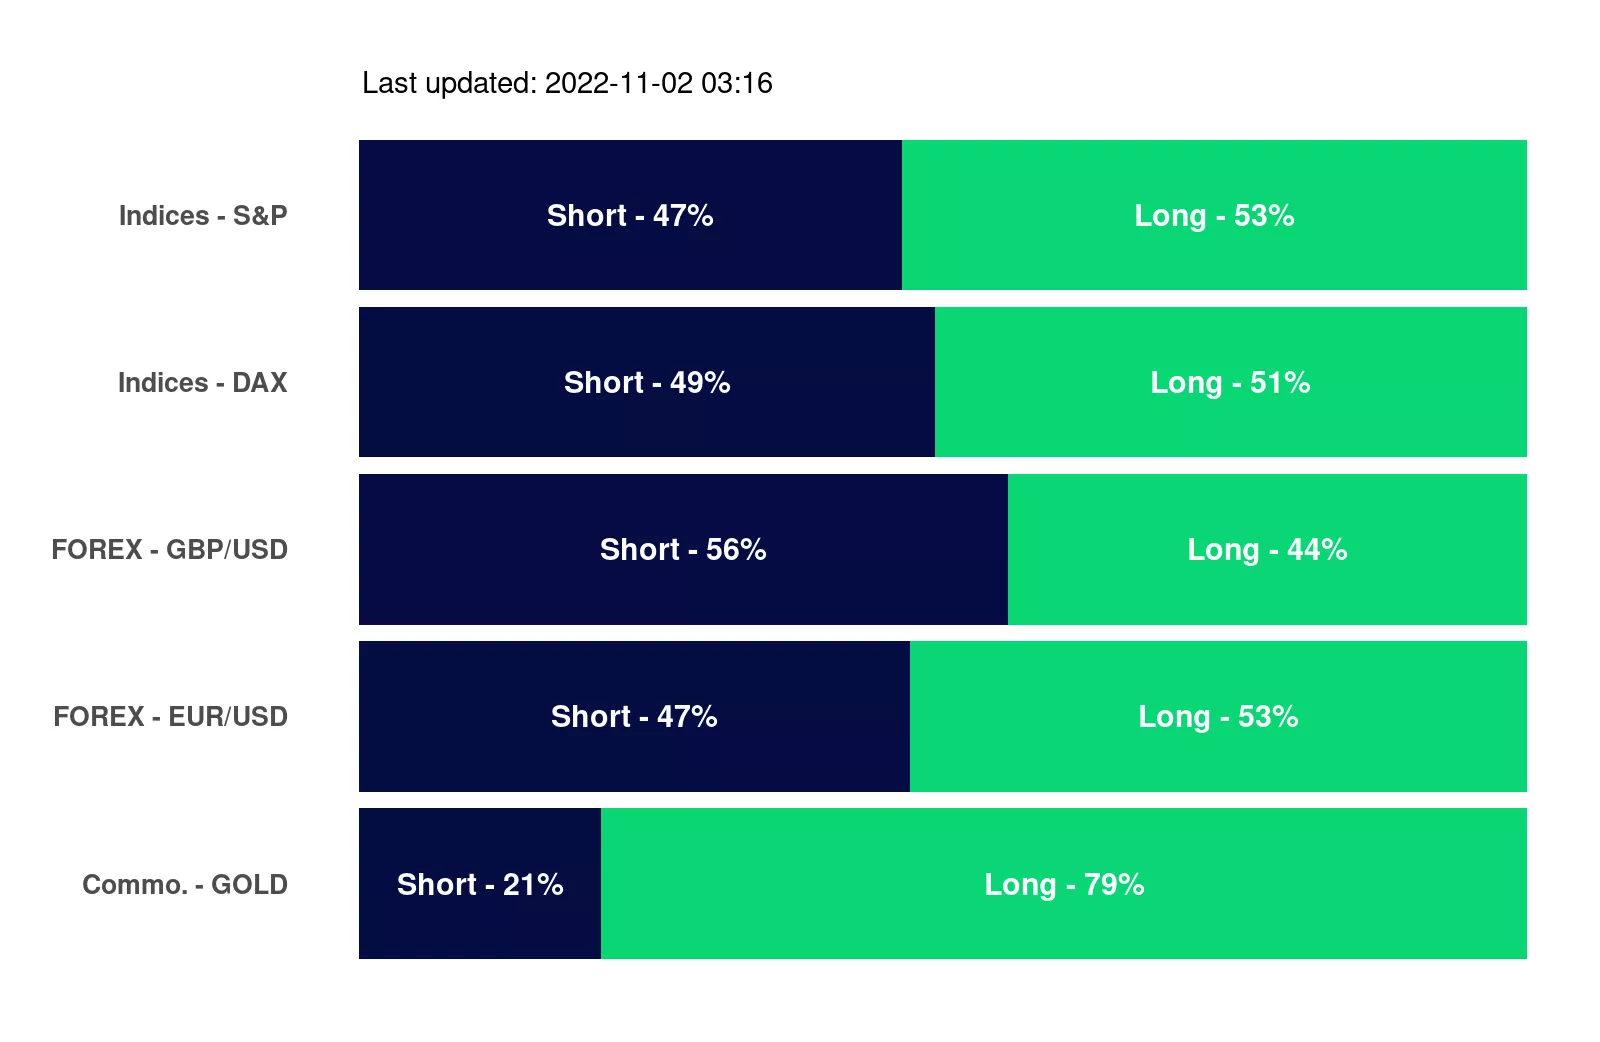 Last updated: 2022-11-02 03:16
Indices - S&P Short - 47% Long - 53%
Indices - DAX Short - 49% Long - 51%
FOREX - GBP/USD Short - 56% Long - 44%
FOREX - EUR/USD Short - 47% Long - 53%
Commo. - GOLD Short - 21% Long - 79%